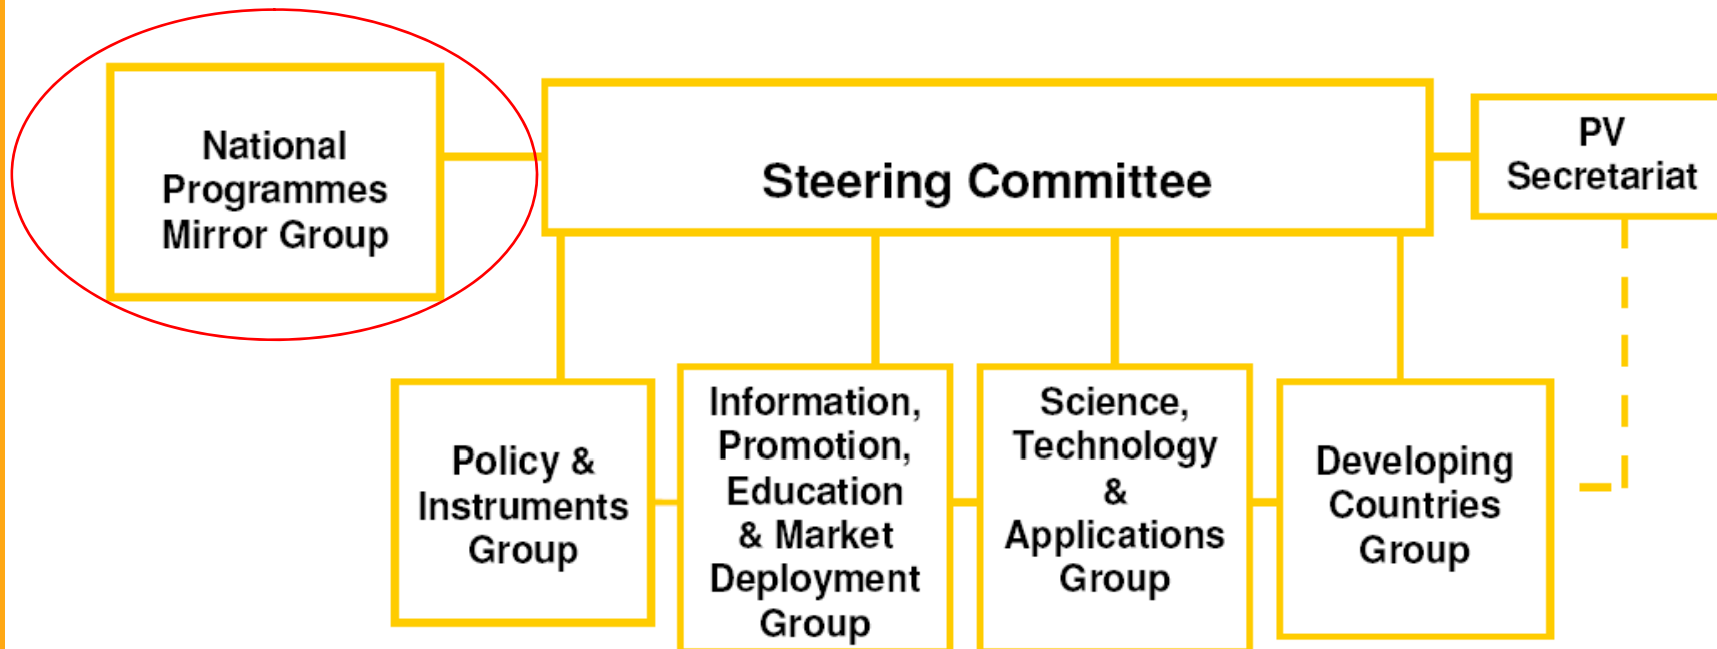 National
Programmes
Mirror Group
Steering Committee
PV
Secretariat
Policy &
Instruments
Group
Information,
Promotion,
Education
& Market
Deployment
Group
Science,
Technology
&
Applications
Group
Developing
Countries
Group